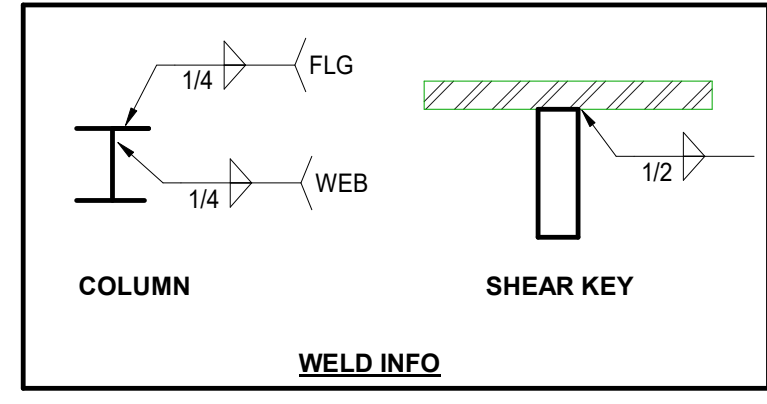 1/4 FLG
1/4 WEB
1/2
COLUMN
SHEAR KEY
WELD INFO